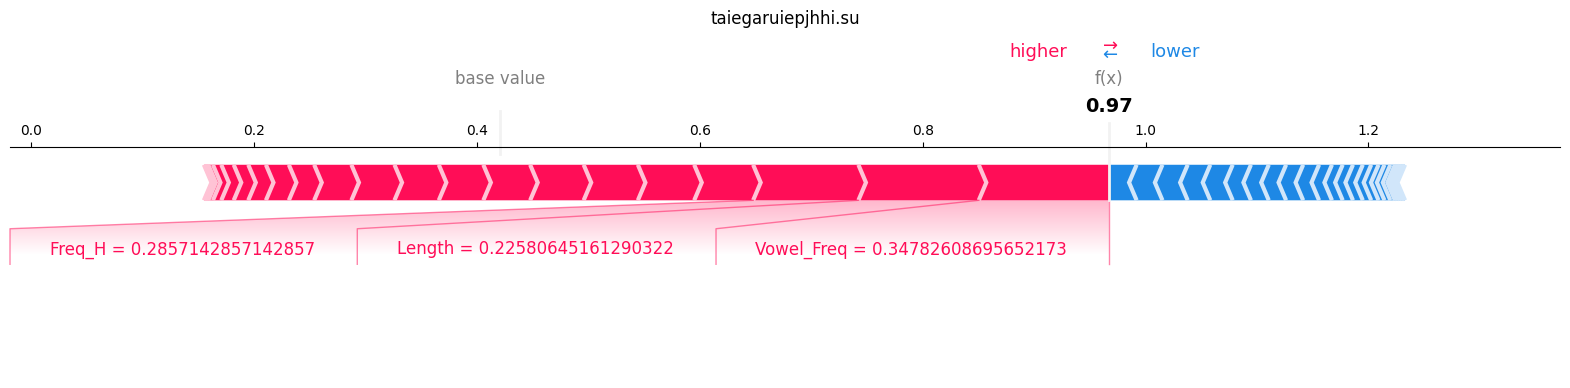 taiegaruiepjhhi.su
higher → ← lower
base value f(x)
0.97
0.0 0.2 0.4 0.6 0.8 1.0 1.2
Freq_H = 0.2857142857142857 Length = 0.22580645161290322 Vowel_Freq = 0.34782608695652173